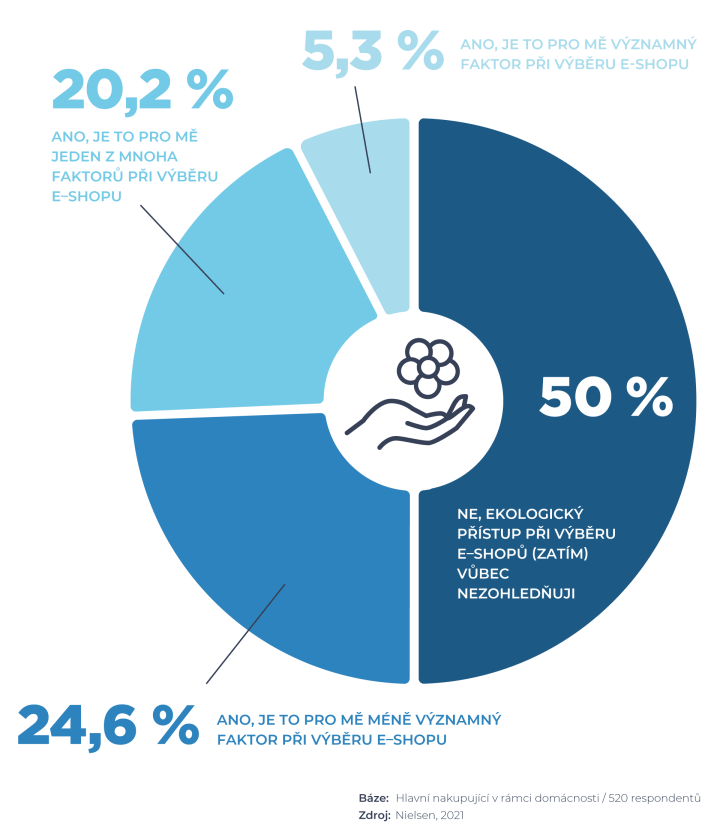 5,3 %
ANO, JE TO PRO MĚ VÝZNAMNÝ
FAKTOR PŘI VÝBĚRU E-SHOPU
20,2 %
ANO, JE TO PRO MĚ
JEDEN Z MNOHA
FAKTORŮ PŘI VÝBĚRU
E–SHOPU
50 %
NE, EKOLOGICKÝ
PŘÍSTUP PŘI VÝBĚRU
E–SHOPŮ (ZATÍM)
VŮBEC
NEZOHLEDŇUJI
24,6 %
ANO, JE TO PRO MĚ MÉNĚ VÝZNAMNÝ
FAKTOR PŘI VÝBĚRU E–SHOPU
Báze: Hlavní nakupující v rámci domácnosti / 520 respondentů
Zdroj: Nielsen, 2021